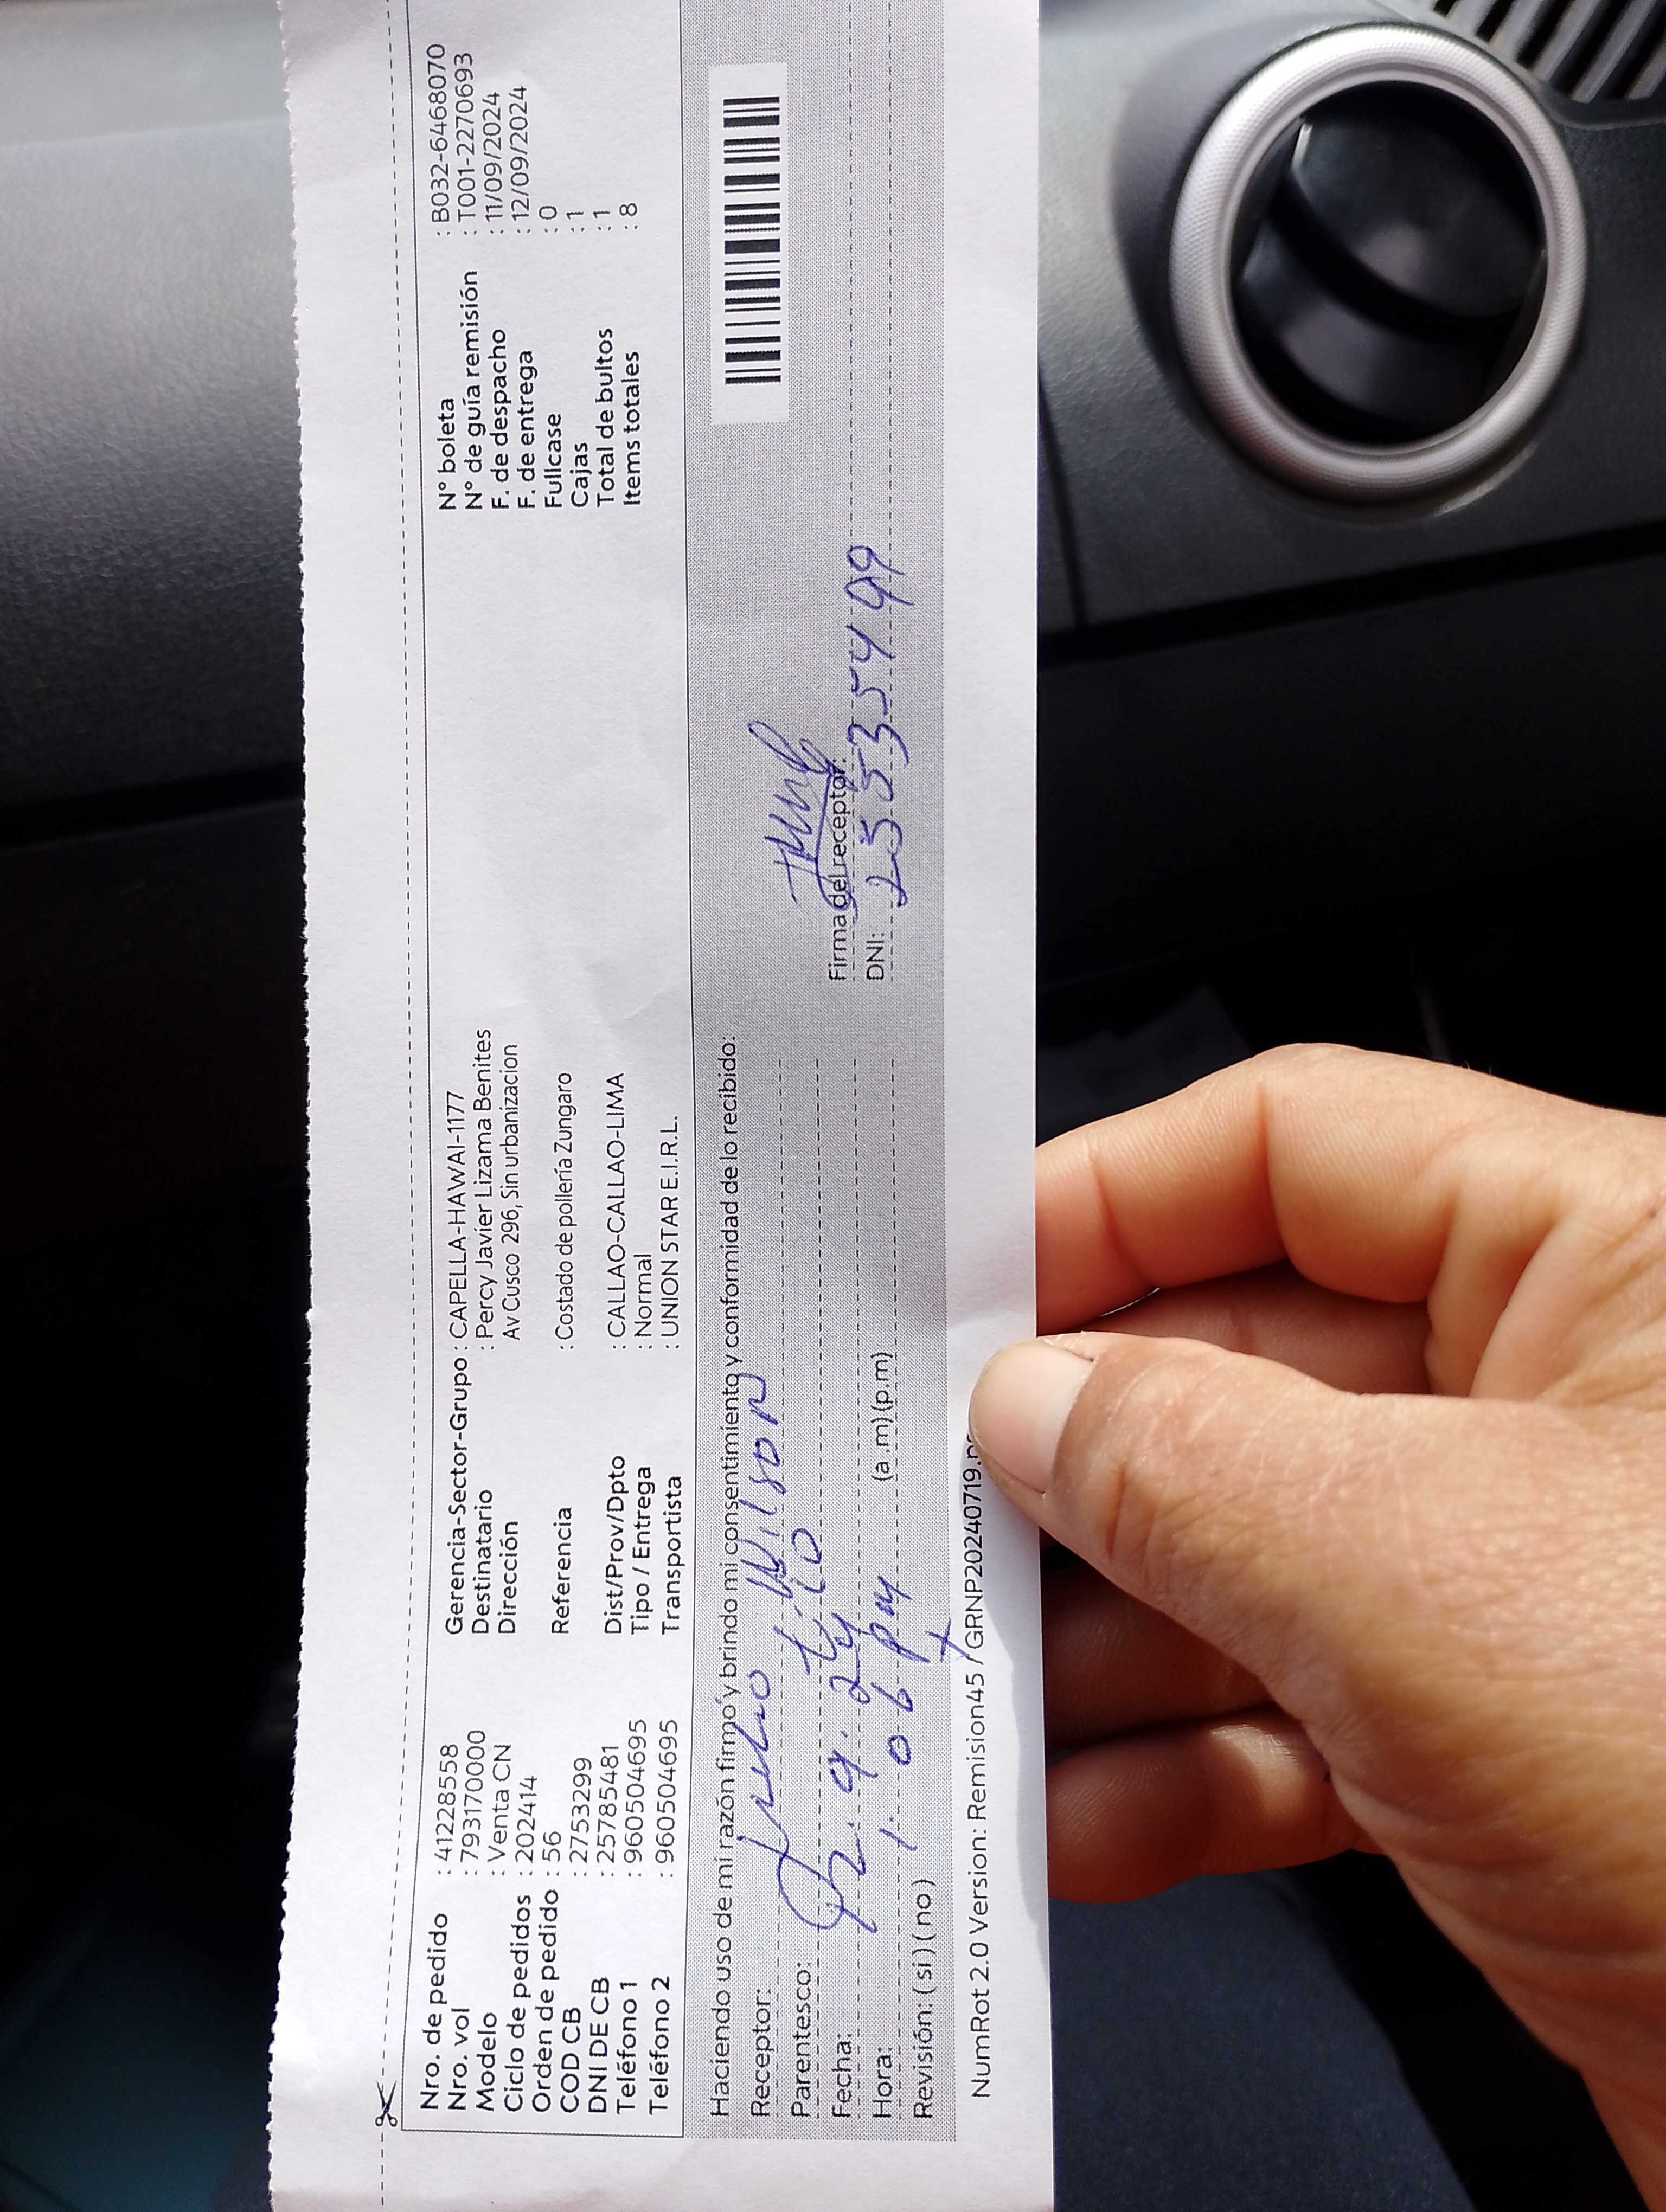 Nro. de pedido : 412285558
Nro. vol : 793170000
Modelo : Venta CN
Ciclo de pedidos : 202414
Orden de pedido : 56
COD CB : 2753299
DNI DE CB : 25785481
Teléfono 1 : 960504695
Teléfono 2 : 960504695
Gerencia-Sector-Grupo : CAPELLA-HAWAI-1177
Destinatario : Percy Javier Lizama Benites
Dirección Av Cusco 296, Sin urbanizacion
Referencia : Costado de pollería Zungaro
Dist/Prov/Dpto : CALLAO-CALLAO-LIMA
Tipo / Entrega : Normal
Transportista : UNION STAR E.I.R.L.
N° boleta : B032-6468070
N° de guía remisión : T001-2270693
F. de despacho : 11/09/2024
F. de entrega : 12/09/2024
Fullcase : 0
Cajas : 1
Total de bultos : 1
Items totales : 8
Haciendo uso de mi razón firmo y brindo mi consentimiento y conformidad de lo recibido:
Receptor: Wilson
Parentesco:
Fecha: 12. 9. 24
Hora: 1:06 pm (a .m) (p.m)
Revisión: ( si ) ( no )
Firma del receptor:
DNI: 25535499
NumRot 2.0 Version: Remision45 / GRNP20240719.